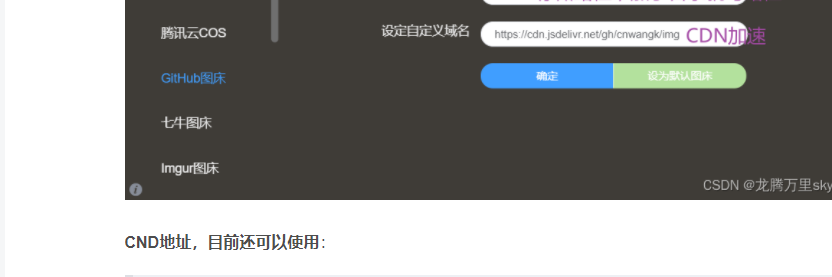 腾讯云COS
设定自定义域名 https://cdn.jsdelivr.net/gh/cnwangk/img CDN加速
GitHub图床
确定 设为默认图床
七牛图床
Imgur图床
CSDN @龙腾万里sky
CND地址，目前还可以使用：